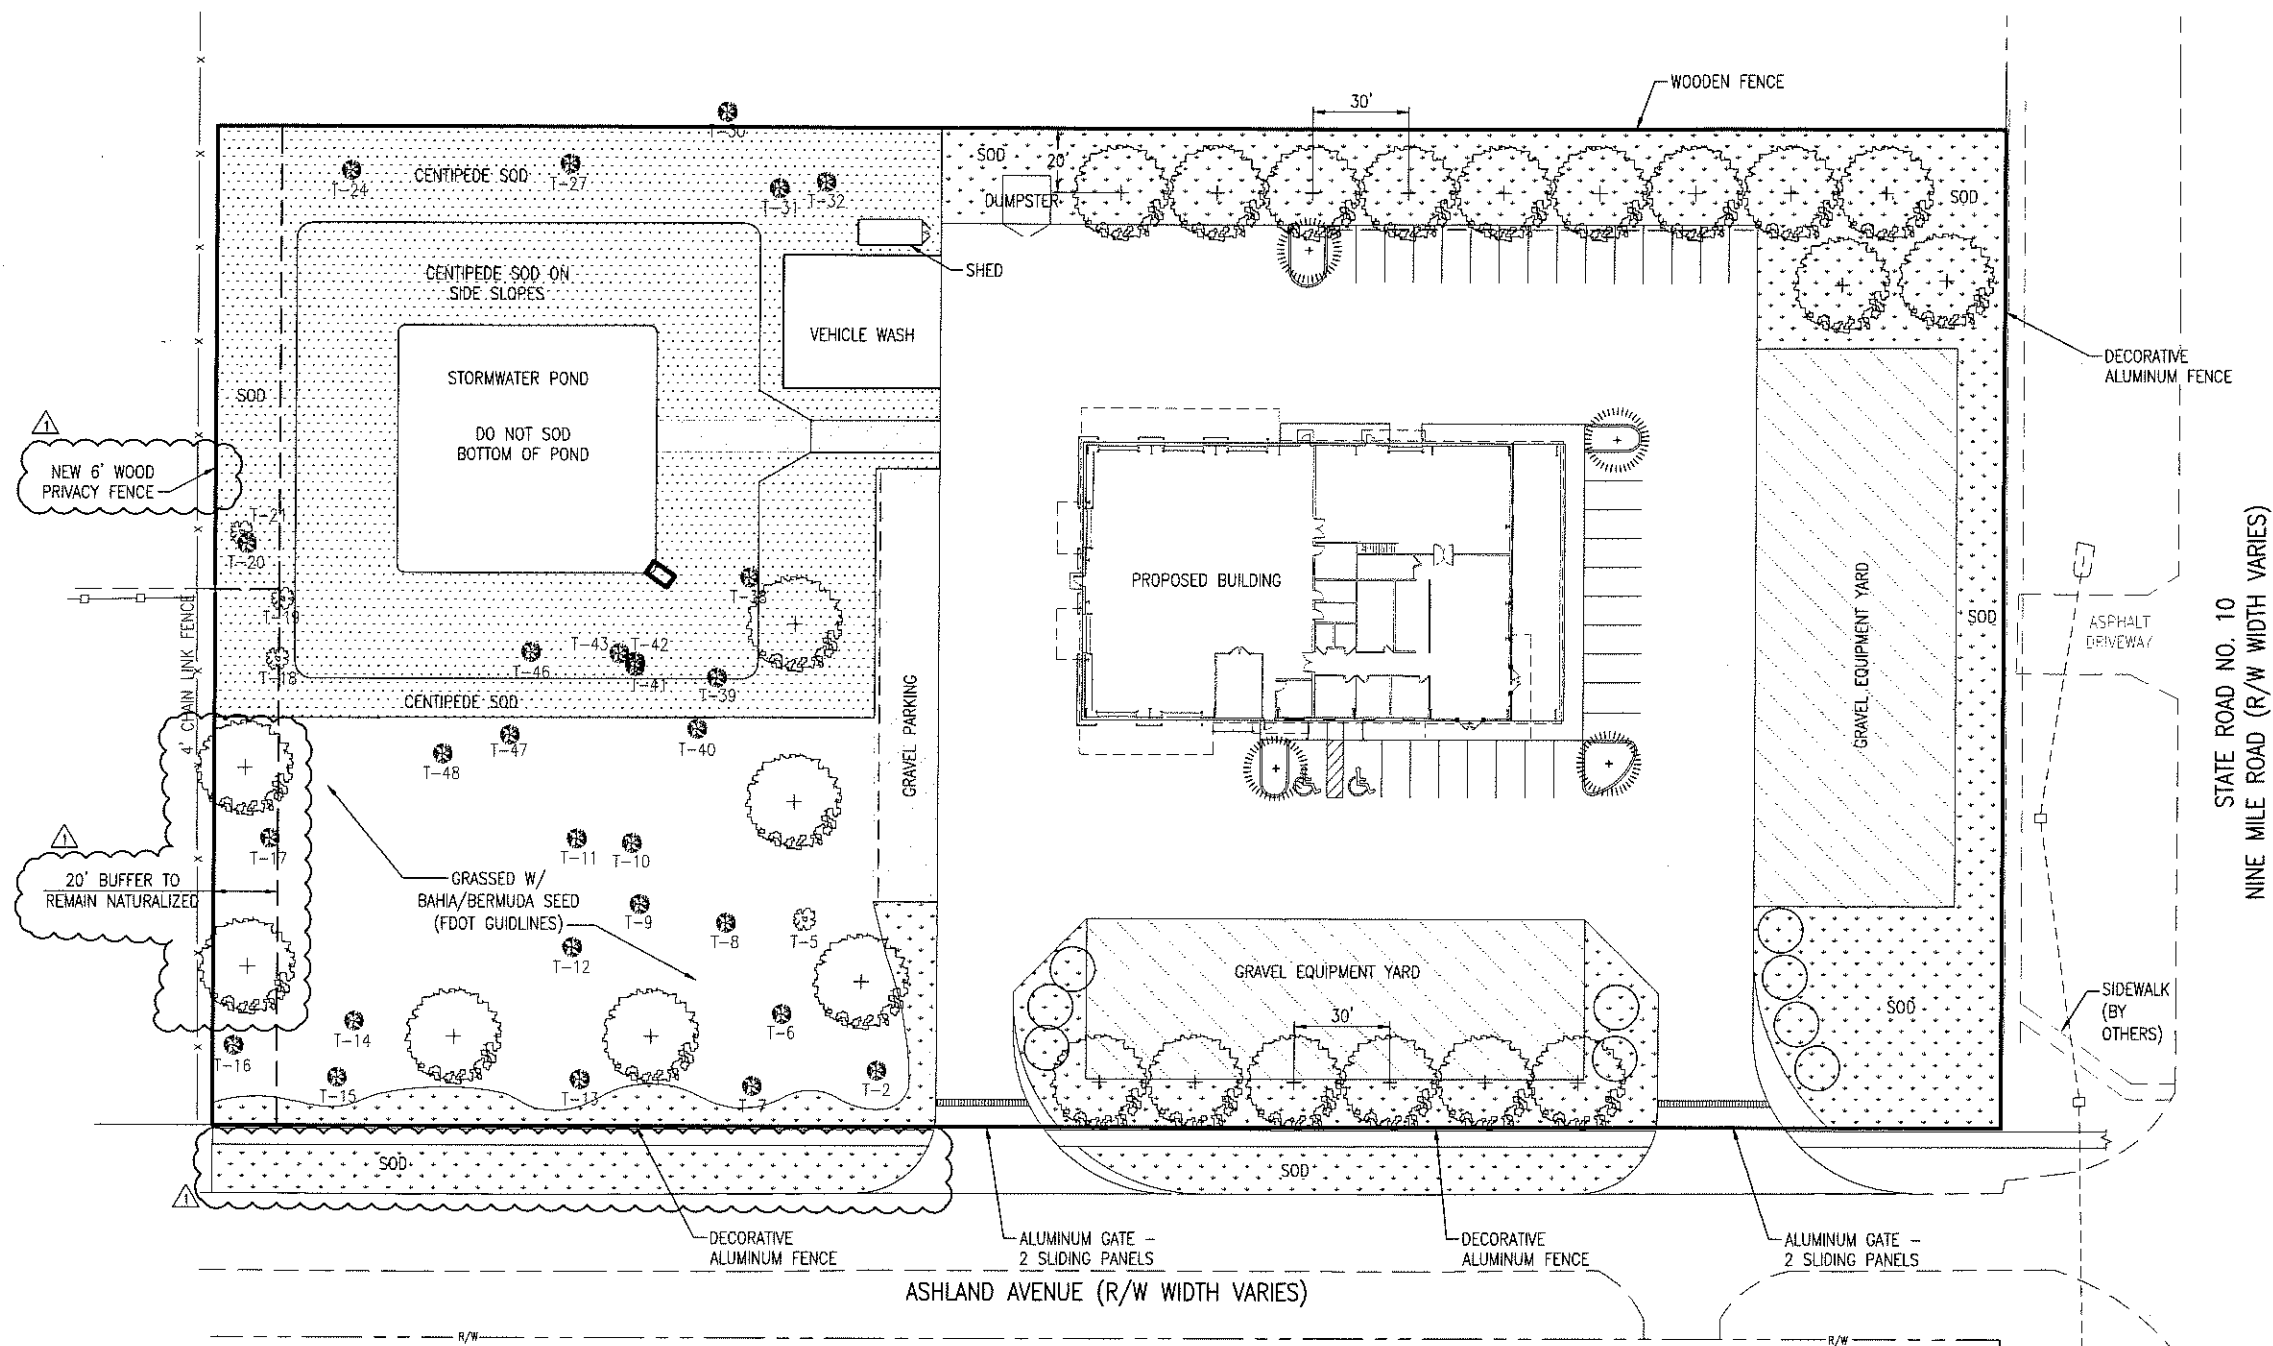 WOODEN FENCE
30'
T-30
CENTIPEDE SOD
T-24
T-27
T-31
T-32
SOD
20'
DUMPSTER
SOD
SHED
CENTIPEDE SOD ON
SIDE SLOPES
VEHICLE WASH
STORMWATER POND
DO NOT SOD
BOTTOM OF POND
SOD
DECORATIVE
ALUMINUM FENCE
1
NEW 6' WOOD
PRIVACY FENCE
T-21
T-20
T-19
T-18
4' CHAIN LINK FENCE
T-38
T-43
T-42
T-46
T-41
T-39
CENTIPEDE SOD
PROPOSED BUILDING
GRAVEL PARKING
GRAVEL EQUIPMENT YARD
SOD
ASPHALT
DRIVEWAY
STATE ROAD NO. 10
NINE MILE ROAD (R/W WIDTH VARIES)
T-47
T-48
T-40
1
T-17
T-11
T-10
20' BUFFER TO
REMAIN NATURALIZED
GRASSED W/
BAHIA/BERMUDA SEED
(FDOT GUIDLINES)
T-9
T-8
T-5
T-12
GRAVEL EQUIPMENT YARD
30'
SOD
SIDEWALK
(BY
OTHERS)
T-14
T-6
T-16
T-15
T-13
T-7
T-2
SOD
SOD
1
DECORATIVE
ALUMINUM FENCE
ALUMINUM GATE -
2 SLIDING PANELS
DECORATIVE
ALUMINUM FENCE
ALUMINUM GATE -
2 SLIDING PANELS
ASHLAND AVENUE (R/W WIDTH VARIES)
R/W
R/W